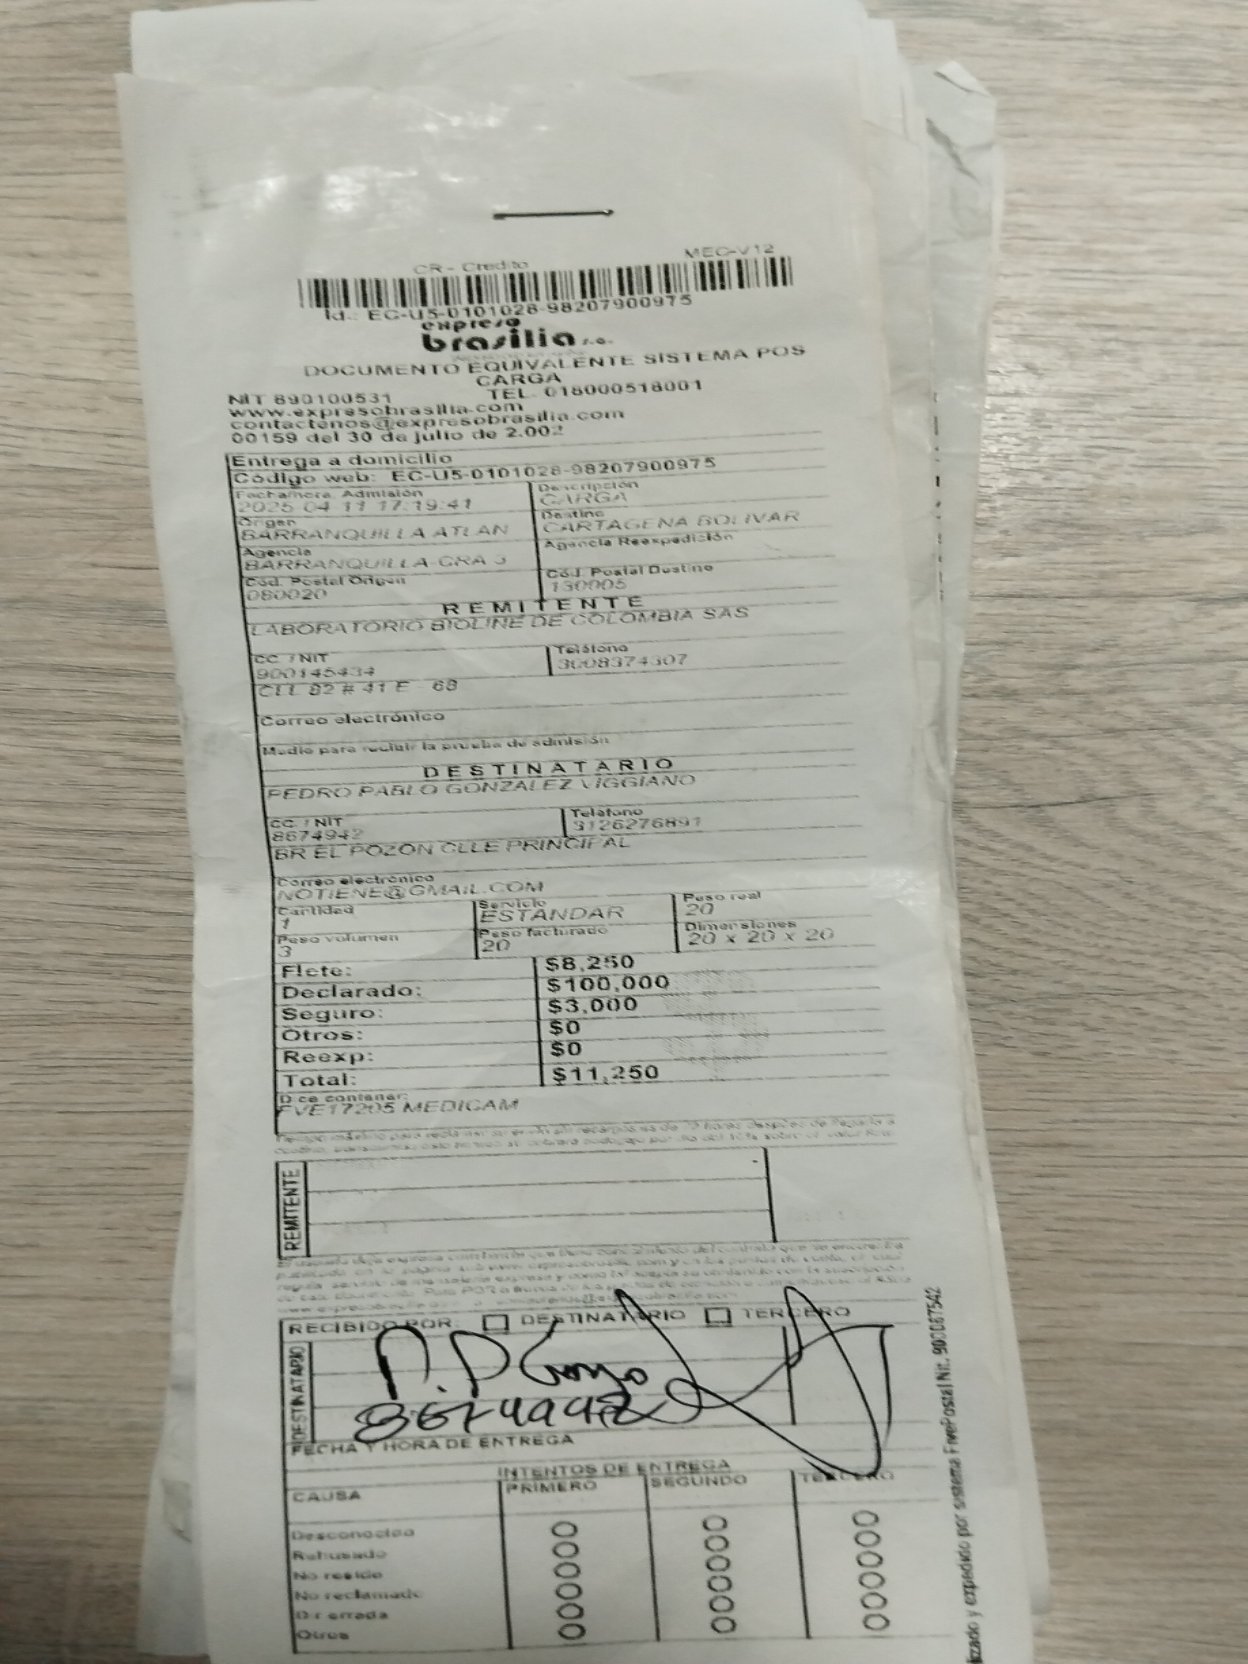 CR - Credito MEC-V12
Id.: EC-U5-0101028-98207900975
expreso
brasilia s.a.
DOCUMENTO EQUIVALENTE SISTEMA POS
CARGA
NIT 890100531 TEL. 018000518001
www.expresobrasilia.com
contactenos@expresobrasilia.com
00159 del 30 de julio de 2.002
Entrega a domicilio
Código web: EC-U5-0101028-98207900975
Fecha/hora Admisión Descripción
2025 04 11 17:19:41 CARGA
Origen Destino
BARRANQUILLA ATLAN CARTAGENA BOLIVAR
Agencia Agencia Reexpedición
BARRANQUILLA-CRA
Cód. Postal Origen Cód. Postal Destino
080020 130005
REMITENTE
LABORATORIO BIOLINE DE COLOMBIA SAS
CC / NIT Teléfono
900145434 3008374307
CLL 82 # 41 E - 68
Correo electrónico
Medio para recibir la prueba de admisión
DESTINATARIO
PEDRO PABLO GONZALEZ VIGGIANO
CC / NIT Teléfono
8674942 3126276891
BR EL POZON CLLE PRINCIPAL
Correo electrónico
NOTIENE@GMAIL.COM
Cantidad Servicio Peso real
1 ESTANDAR 20
Peso volumen Peso facturado Dimensiones
3 20 20 x 20 x 20
Flete: $8,250
Declarado: $100,000
Seguro: $3,000
Otros: $0
Reexp: $0
Total: $11,250
Dice contener:
FVE17205 MEDICAM
REMITENTE
RECIBIDO POR: DESTINATARIO TERCERO
DESTINATARIO
8674942
FECHA Y HORA DE ENTREGA
INTENTOS DE ENTREGA
CAUSA PRIMERO SEGUNDO TERCERO
Desconocido
Rehusado
No reside
No reclamado
Dir errada
Otros
izado y expedido por sistema FivePostal Nit. 900087542